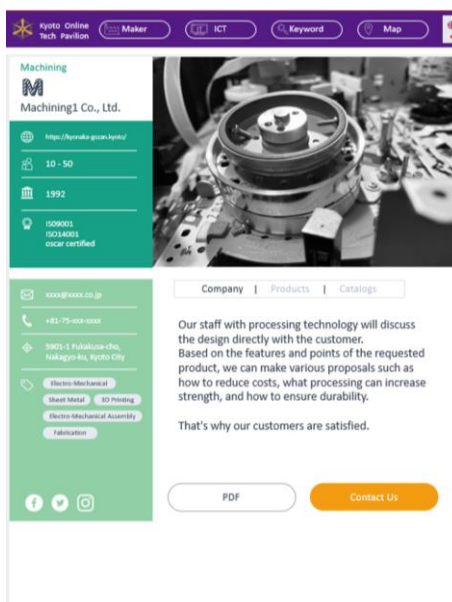 Kyoto Online
Tech Pavilion
Maker
ICT
Keyword
Map
Machining
M
Machining1 Co., Ltd.
https://kyonaka-gozan.kyoto/
10 - 50
1992
ISO9001
ISO14001
oscar certified
xxxx@xxxx.co.jp
+81-75-xxx-xxxx
5901-1 Fukakusa-cho,
Nakagyo-ku, Kyoto City
Electro-Mechanical
Sheet Metal
3D Printing
Electro-Mechanical Assembly
Fabrication
Company | Products | Catalogs
Our staff with processing technology will discuss
the design directly with the customer.
Based on the features and points of the requested
product, we can make various proposals such as
how to reduce costs, what processing can increase
strength, and how to ensure durability.
That's why our customers are satisfied.
PDF
Contact Us